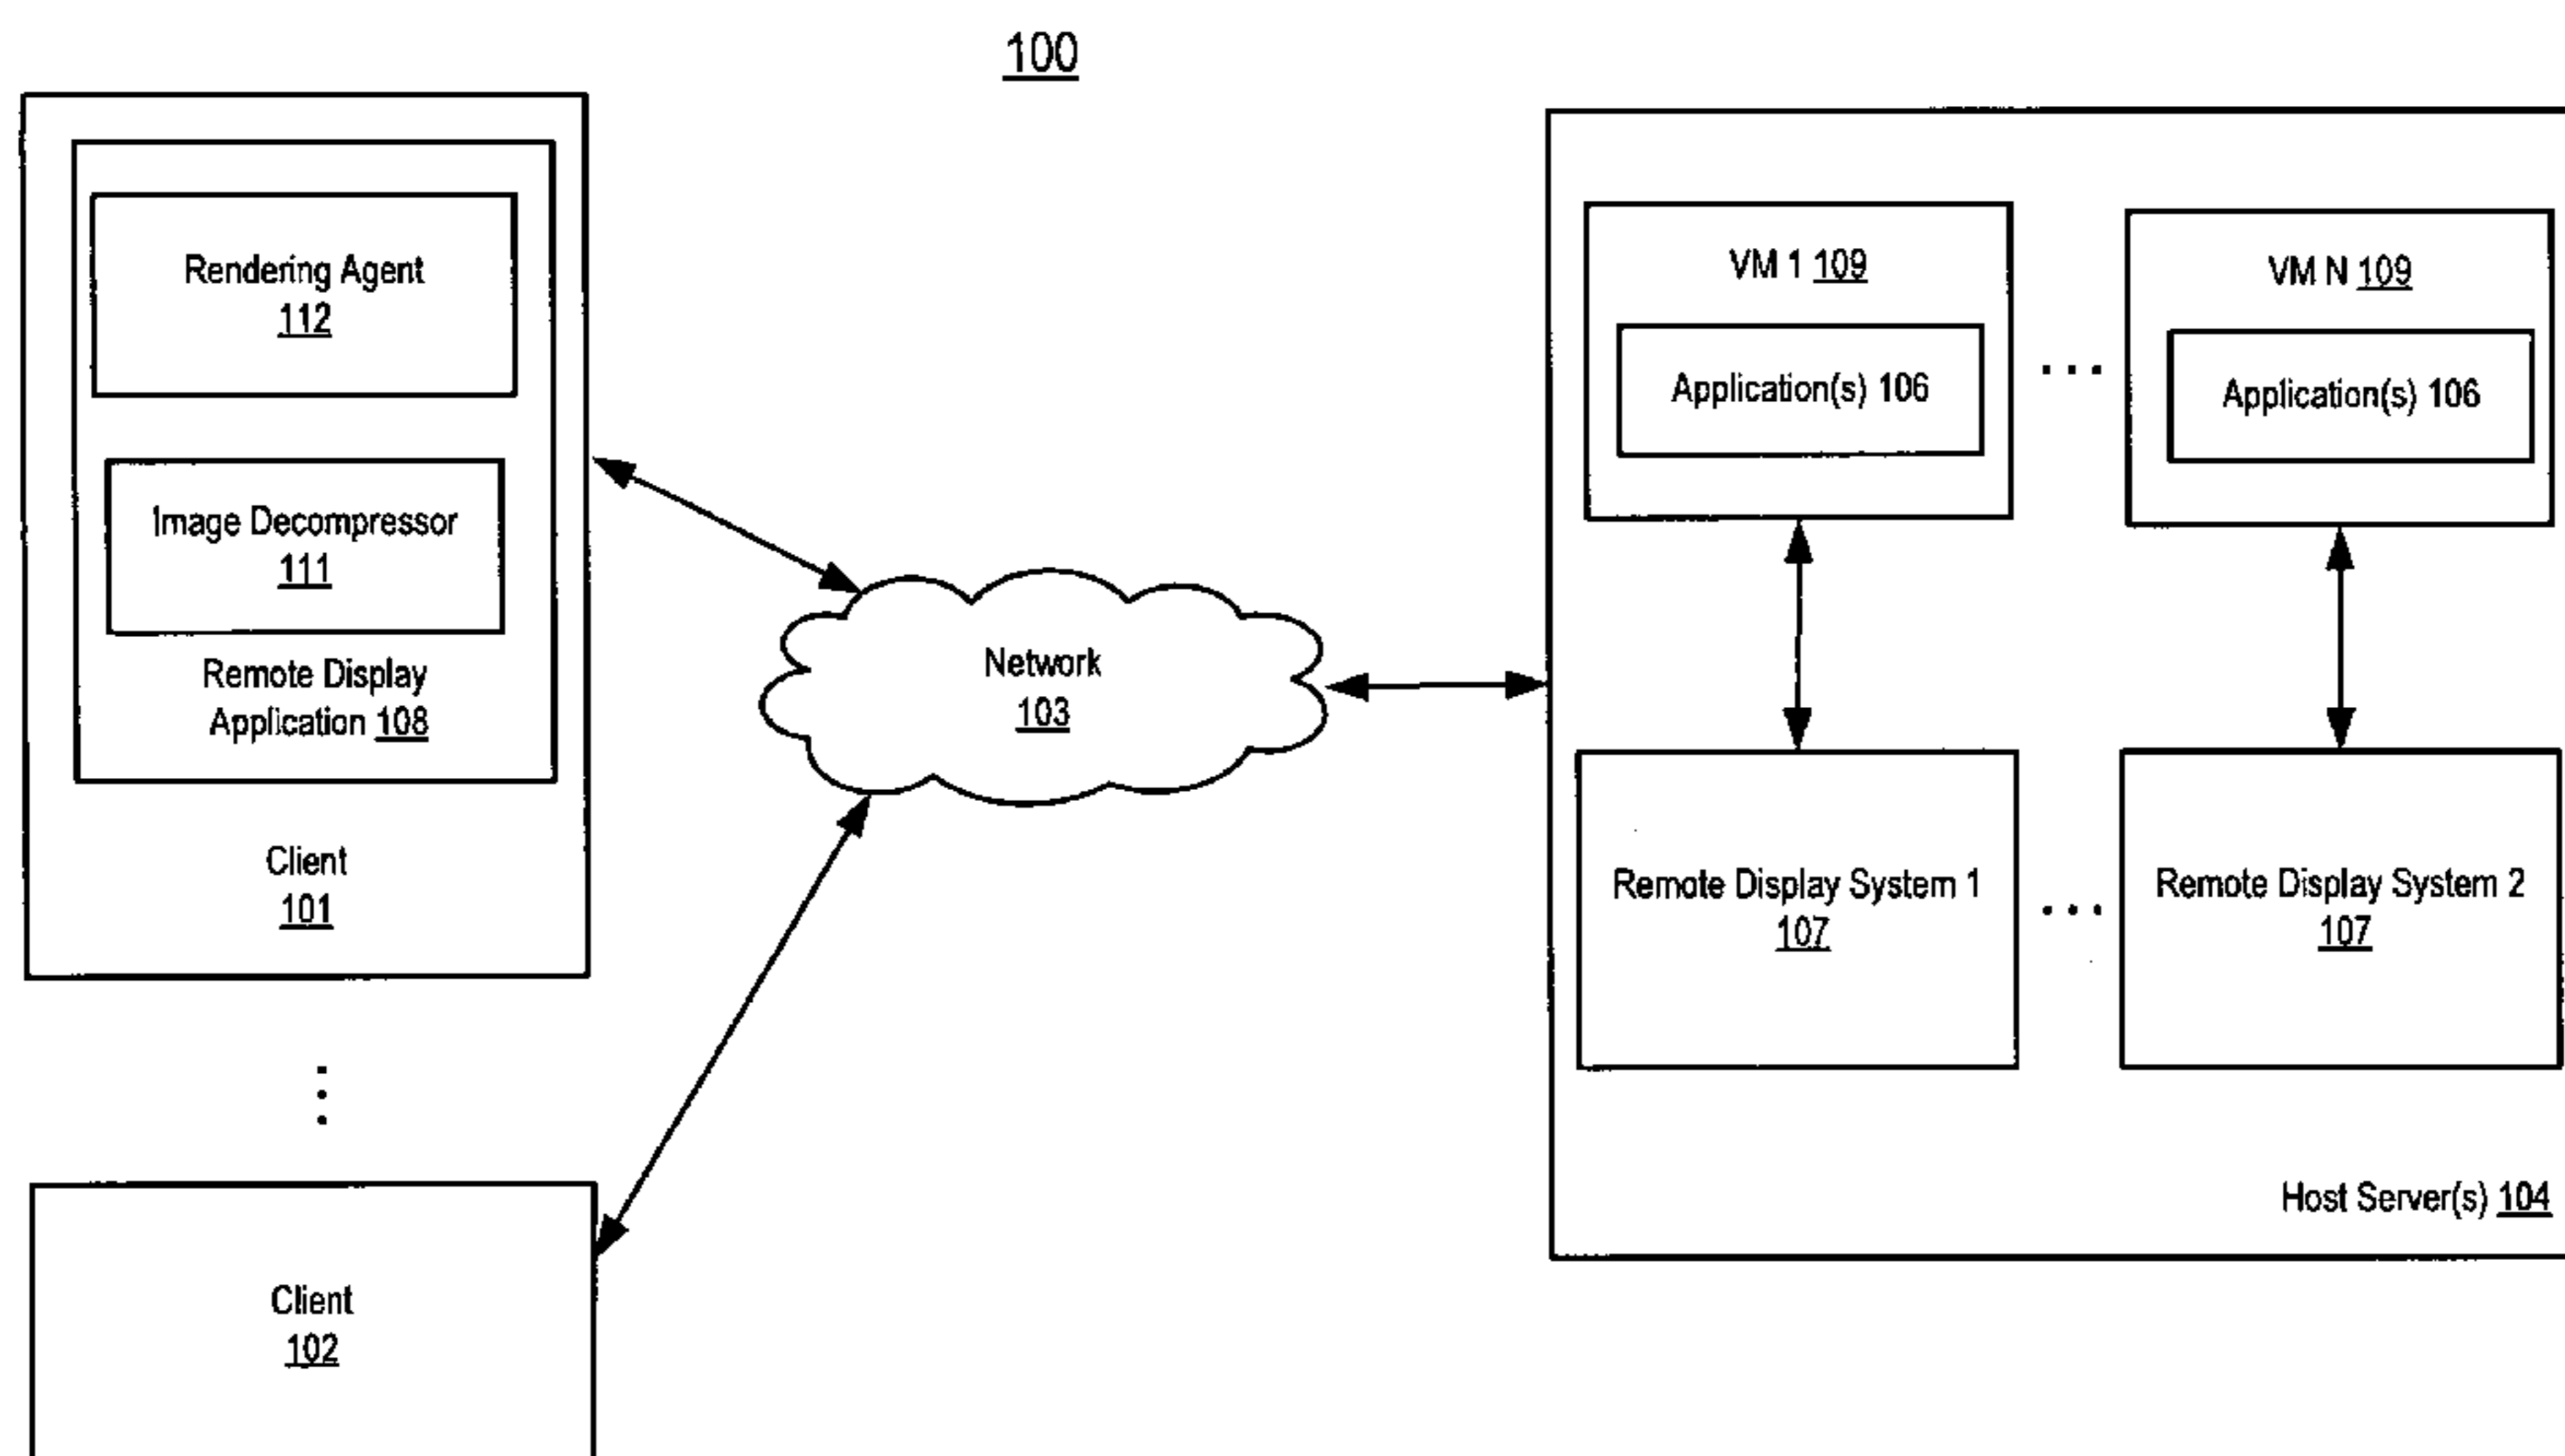 100
Rendering Agent
112
Image Decompressor
111
Remote Display
Application 108
Client
101
Client
102
Network
103
VM 1 109
Application(s) 106
...
VM N 109
Application(s) 106
Remote Display System 1
107
...
Remote Display System 2
107
Host Server(s) 104